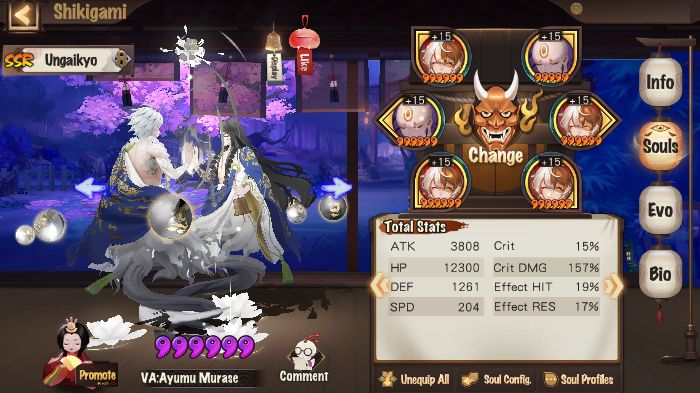 Shikigami
SSR Ungaikyo
Display
Like
+15
+15
+15
+15
+15
+15
Change
Info
Souls
Evo
Bio
Total Stats
ATK 3808 Crit 15%
HP 12300 Crit DMG 157%
DEF 1261 Effect HIT 19%
SPD 204 Effect RES 17%
Promote
VA:Ayumu Murase
Comment
Unequip All
Soul Config.
Soul Profiles